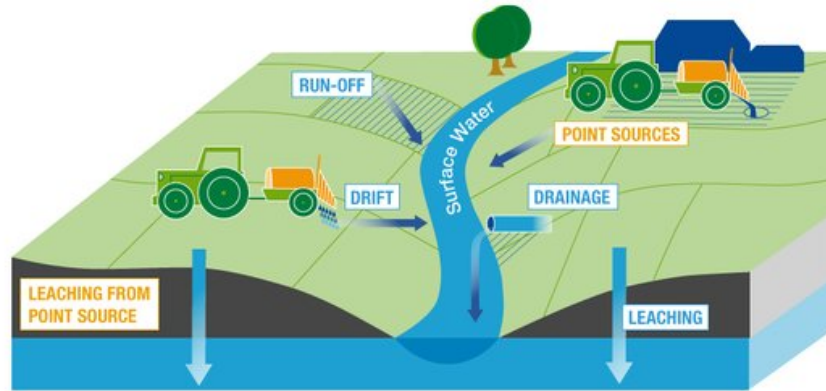 RUN-OFF
Surface Water
POINT SOURCES
DRIFT
DRAINAGE
LEACHING FROM
POINT SOURCE
LEACHING